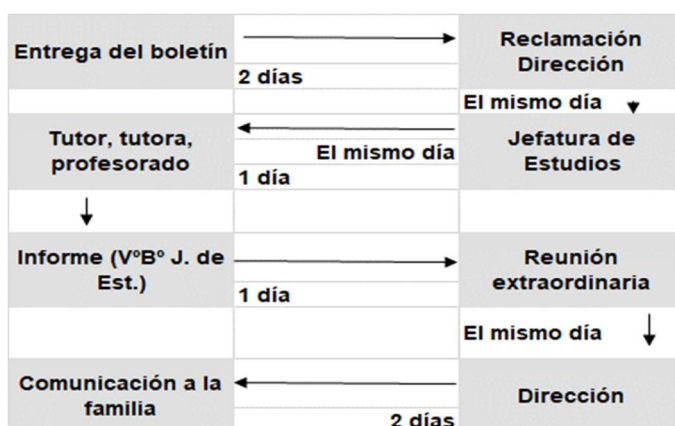 Entrega del boletín
2 días
Reclamación
Dirección
El mismo día
Tutor, tutora,
profesorado
El mismo día
1 día
Jefatura de
Estudios
Informe (VºBº J. de
Est.)
1 día
Reunión
extraordinaria
El mismo día
Comunicación a la
familia
2 días
Dirección